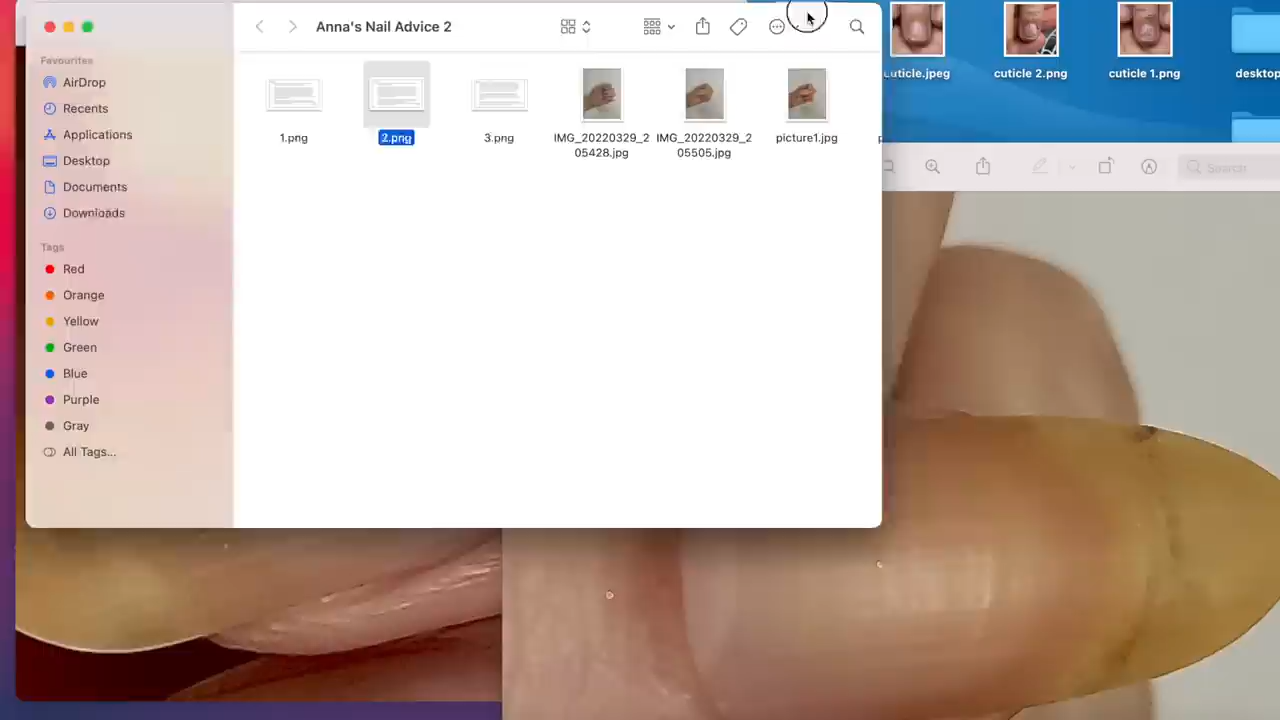 Anna's Nail Advice 2
Favourites
AirDrop
Recents
Applications
Desktop
Documents
Downloads
Tags
Red
Orange
Yellow
Green
Blue
Purple
Gray
All Tags...
1.png
2.png
3.png
IMG_20220329_2
05428.jpg
IMG_20220329_2
05505.jpg
picture1.jpg
cuticle.jpeg
cuticle 2.png
cuticle 1.png
desktop
Search